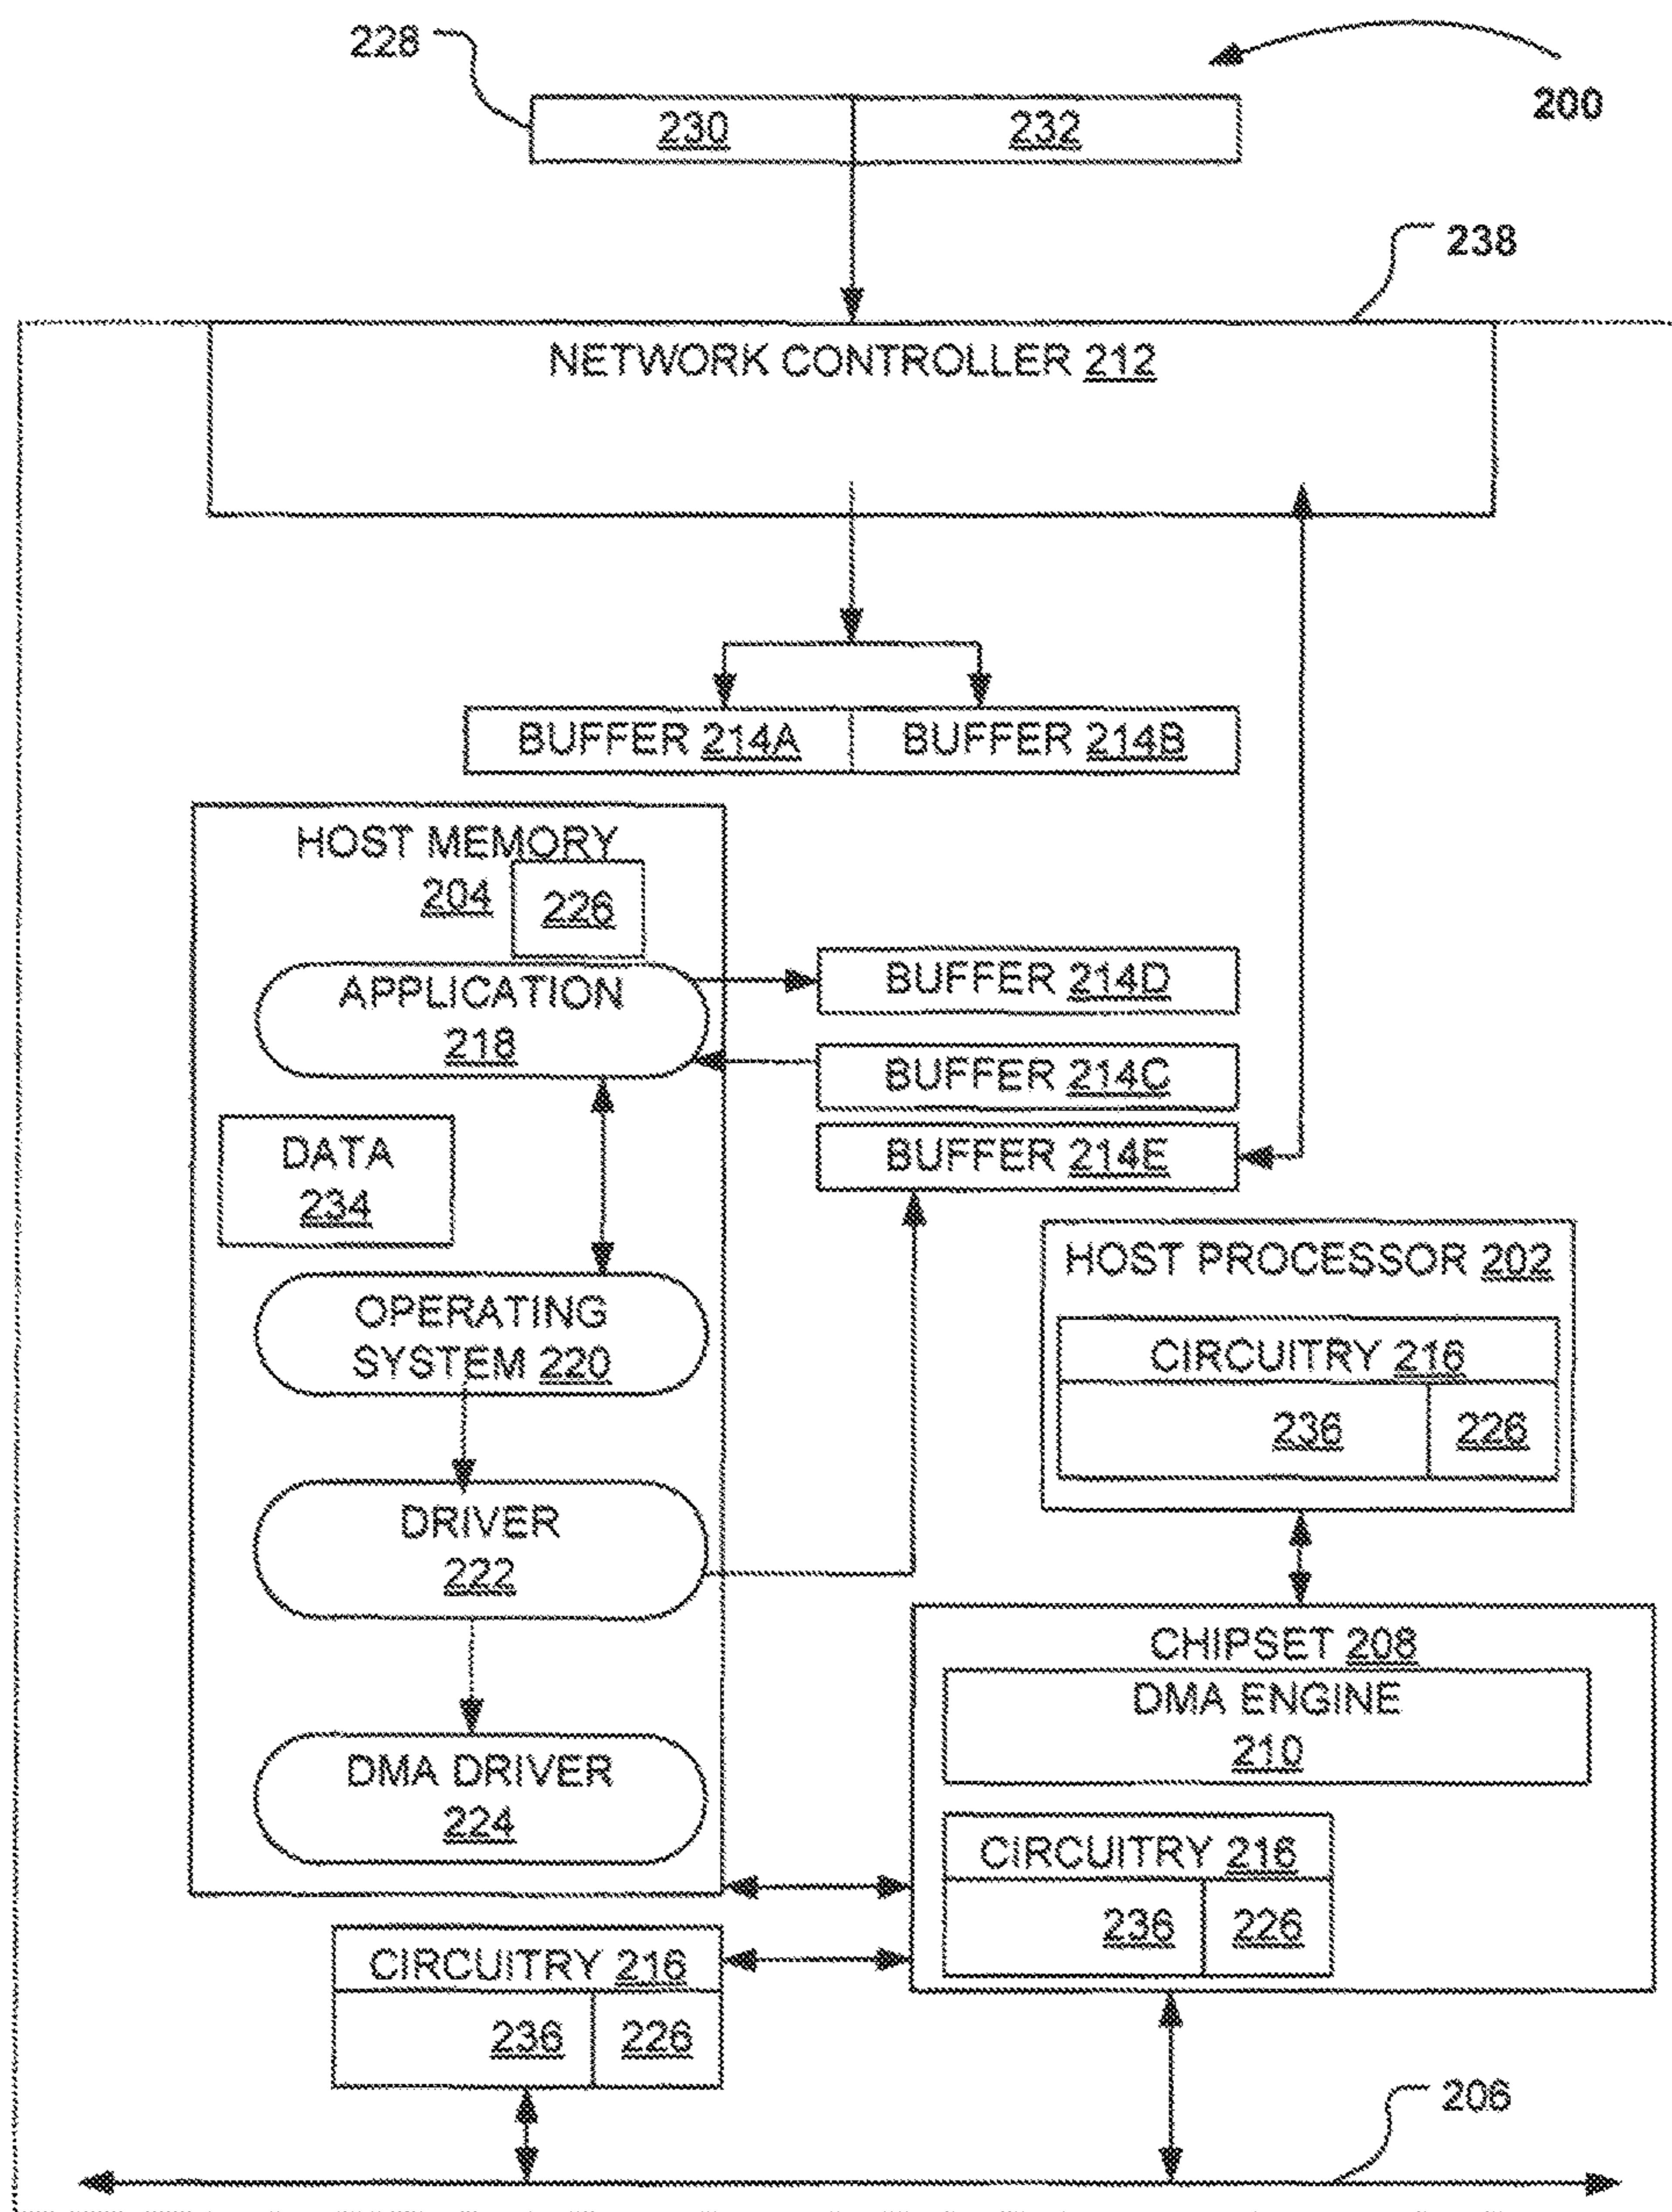 228
200
230 232
238
NETWORK CONTROLLER 212
BUFFER 214A BUFFER 214B
HOST MEMORY
204 226
APPLICATION
218
BUFFER 214D
BUFFER 214C
BUFFER 214E
DATA
234
OPERATING
SYSTEM 220
HOST PROCESSOR 202
CIRCUITRY 216
236 226
DRIVER
222
CHIPSET 208
DMA ENGINE
210
DMA DRIVER
224
CIRCUITRY 216
236 226
CIRCUITRY 216
236 226
206